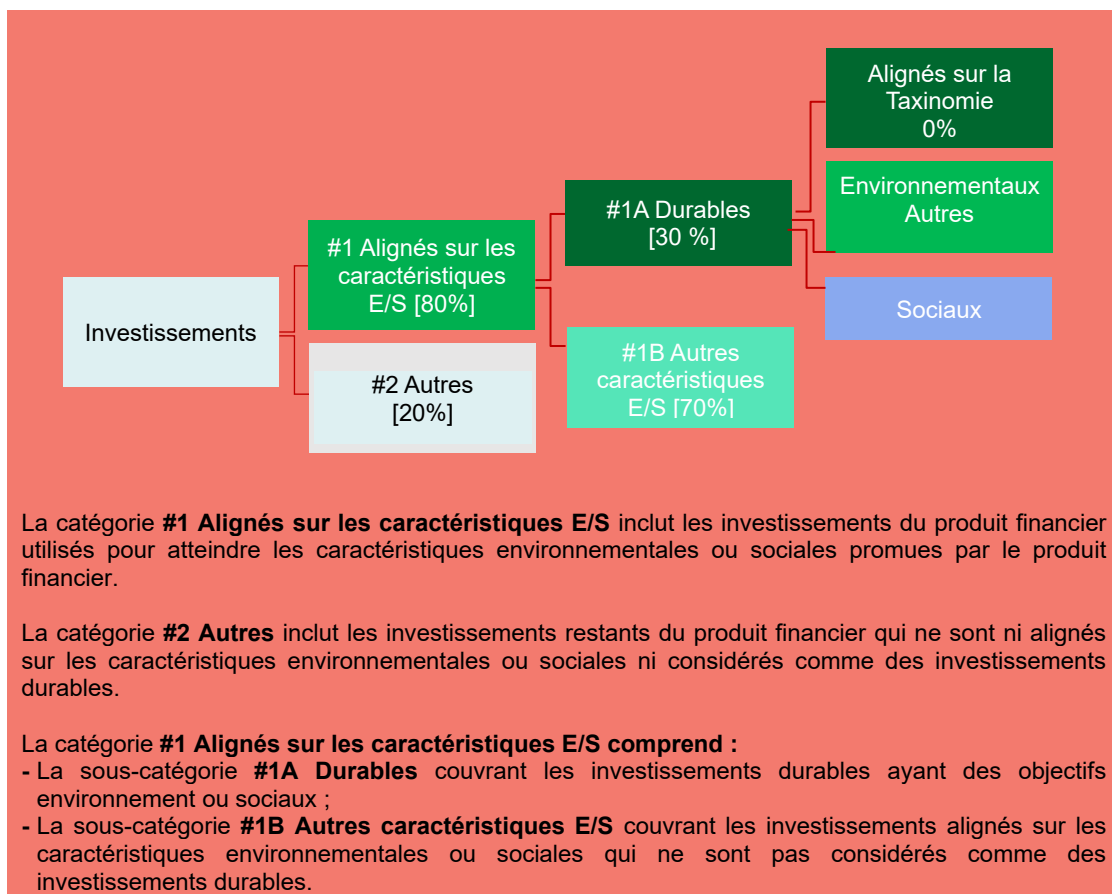 Investissements
#1 Alignés sur les
caractéristiques
E/S [80%]
#2 Autres
[20%]
#1A Durables
[30 %]
#1B Autres
caractéristiques
E/S [70%]
Alignés sur la
Taxinomie
0%
Environnementaux
Autres
Sociaux
La catégorie #1 Alignés sur les caractéristiques E/S inclut les investissements du produit financier
utilisés pour atteindre les caractéristiques environnementales ou sociales promues par le produit
financier.
La catégorie #2 Autres inclut les investissements restants du produit financier qui ne sont ni alignés
sur les caractéristiques environnementales ou sociales ni considérés comme des investissements
durables.
La catégorie #1 Alignés sur les caractéristiques E/S comprend :
- La sous-catégorie #1A Durables couvrant les investissements durables ayant des objectifs
environnement ou sociaux ;
- La sous-catégorie #1B Autres caractéristiques E/S couvrant les investissements alignés sur les
caractéristiques environnementales ou sociales qui ne sont pas considérés comme des
investissements durables.